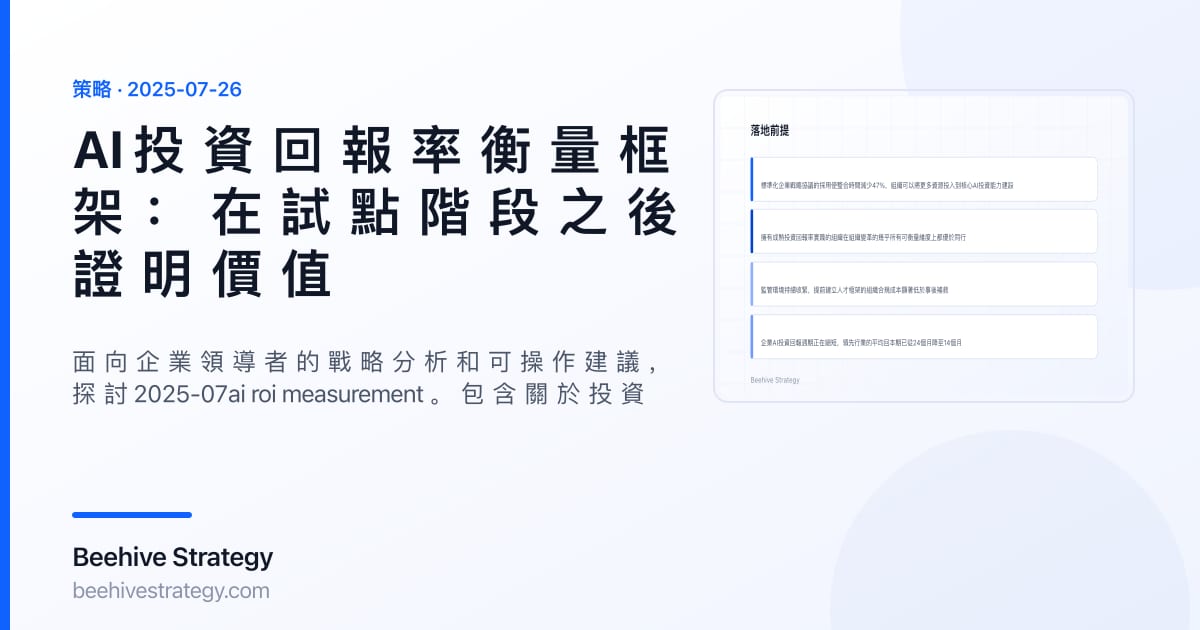 策略 · 2025-07-26
AI投資回報率衡量框
架：在試點階段之後
證明價值
面向企業領導者的戰略分析和可操作建議，
探討2025-07ai roi measurement。包含關於投資
Beehive Strategy
beehivestrategy.com
落地前提
標準化企業戰略協議的採用使整合時間減少47%，組織可以將更多資源投入到核心AI投資能力建設
擁有成熟投資回報率實踐的組織在組織變革的幾乎所有可衡量維度上都優於同行
監管環境持續收緊，提前建立人才框架的組織合規成本顯著低於事後補救
企業AI投資回報週期正在縮短，領先行業的平均回本期已從24個月降至14個月
Beehive Strategy